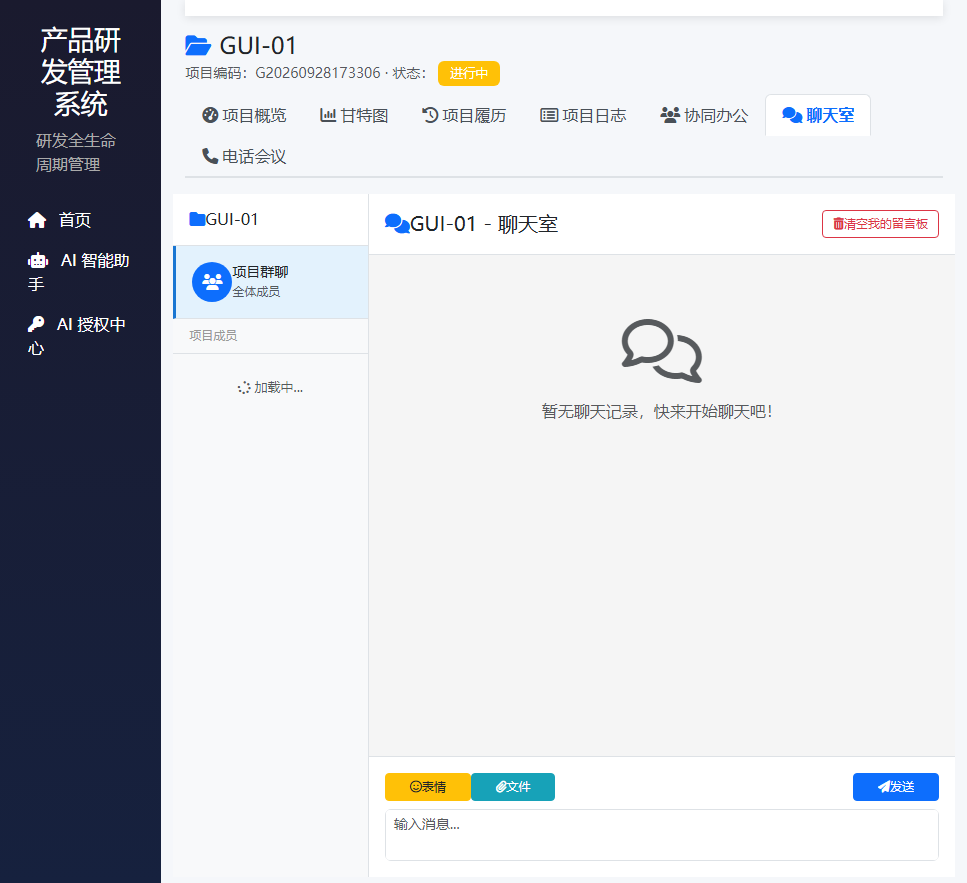 产品研
发管理
系统
研发全生命
周期管理
首页
AI 智能助
手
AI 授权中
心
GUI-01
项目编码：G20260928173306 · 状态： 进行中
项目概览 甘特图 项目履历 项目日志 协同办公 聊天室
电话会议
GUI-01
项目群聊
全体成员
项目成员
加载中...
GUI-01 - 聊天室 清空我的留言板
暂无聊天记录，快来开始聊天吧！
表情 文件 发送
输入消息...